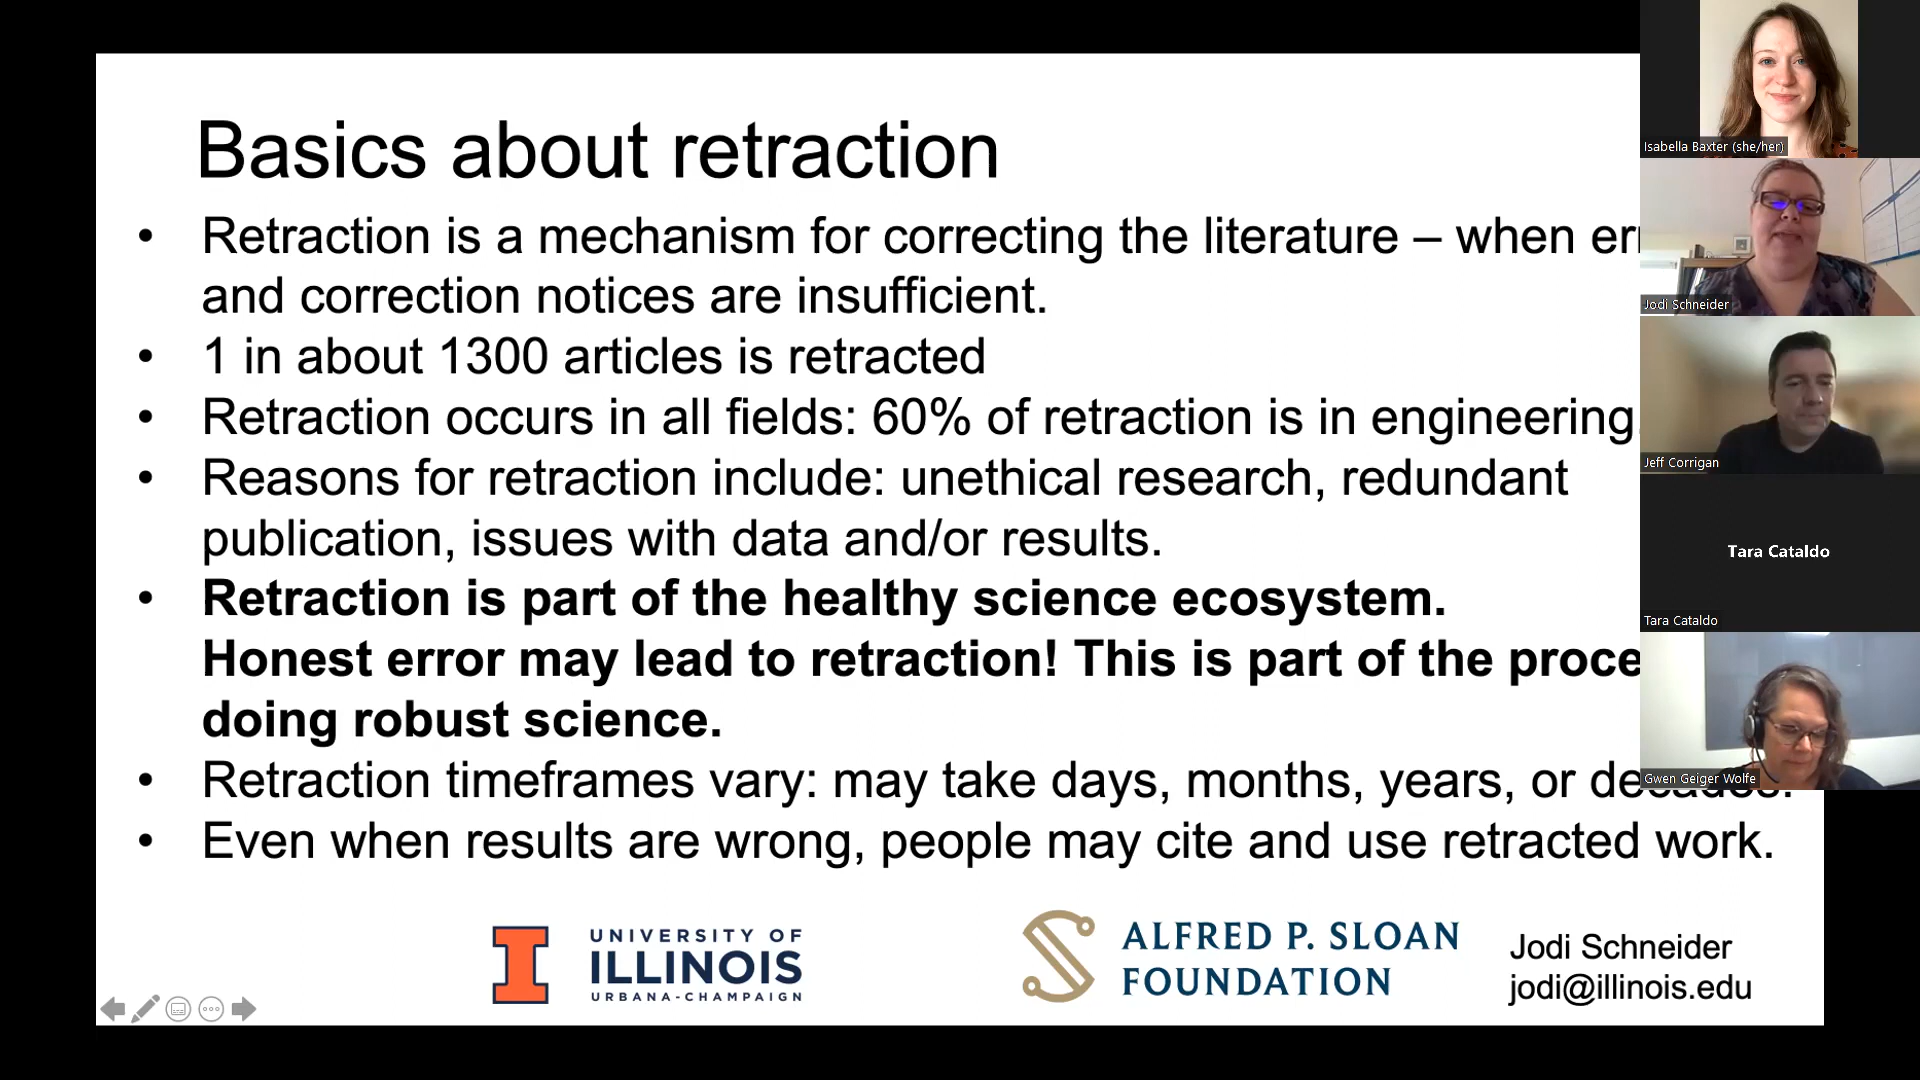 Basics about retraction
• Retraction is a mechanism for correcting the literature – when
and correction notices are insufficient.
• 1 in about 1300 articles is retracted
• Retraction occurs in all fields: 60% of retraction is in engineering
• Reasons for retraction include: unethical research, redundant
publication, issues with data and/or results.
• Retraction is part of the healthy science ecosystem.
Honest error may lead to retraction! This is part of the
doing robust science.
• Retraction timeframes vary: may take days, months, years, or decades.
• Even when results are wrong, people may cite and use retracted work.
UNIVERSITY OF
ILLINOIS
URBANA-CHAMPAIGN
ALFRED P. SLOAN
FOUNDATION
Jodi Schneider
jodi@illinois.edu
Isabella Baxter (she/her)
Jodi Schneider
Jeff Corrigan
Tara Cataldo
Tara Cataldo
Gwen Geiger Wolfe